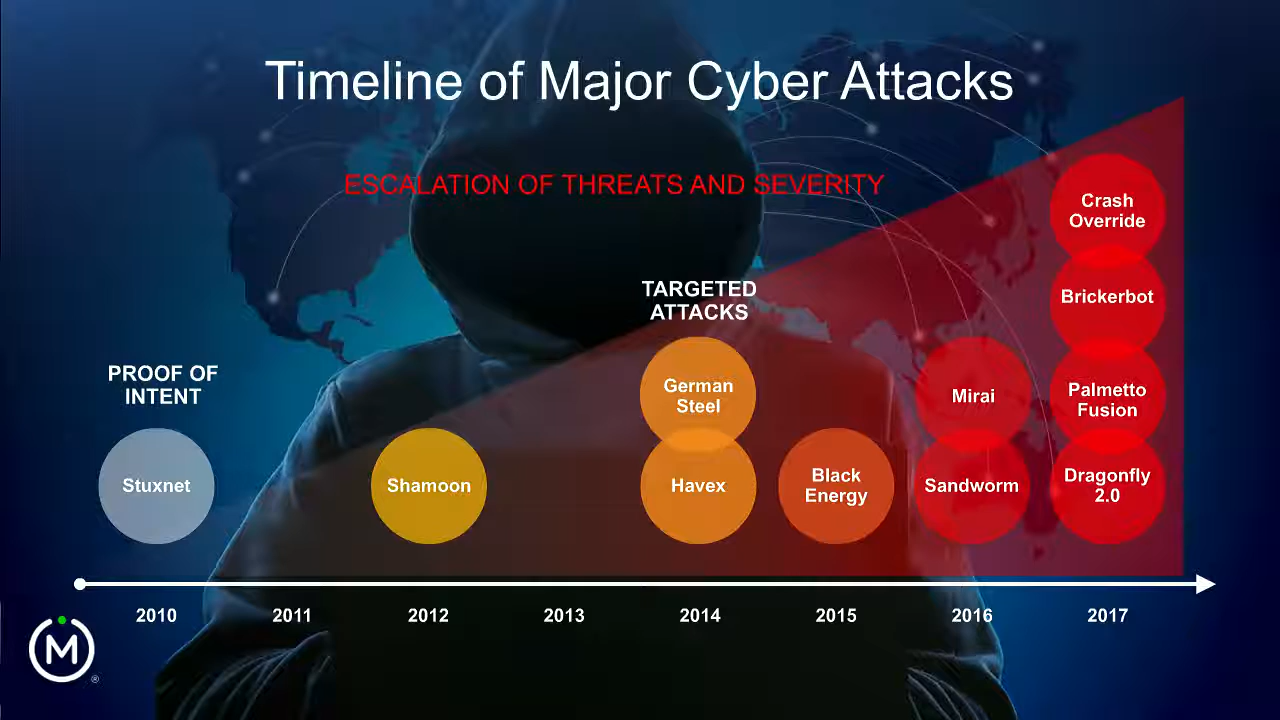 Timeline of Major Cyber Attacks
ESCALATION OF THREATS AND SEVERITY
PROOF OF
INTENT
TARGETED
ATTACKS
Stuxnet
Shamoon
German
Steel
Havex
Black
Energy
Mirai
Sandworm
Crash
Override
Brickerbot
Palmetto
Fusion
Dragonfly
2.0
2010
2011
2012
2013
2014
2015
2016
2017
M
®